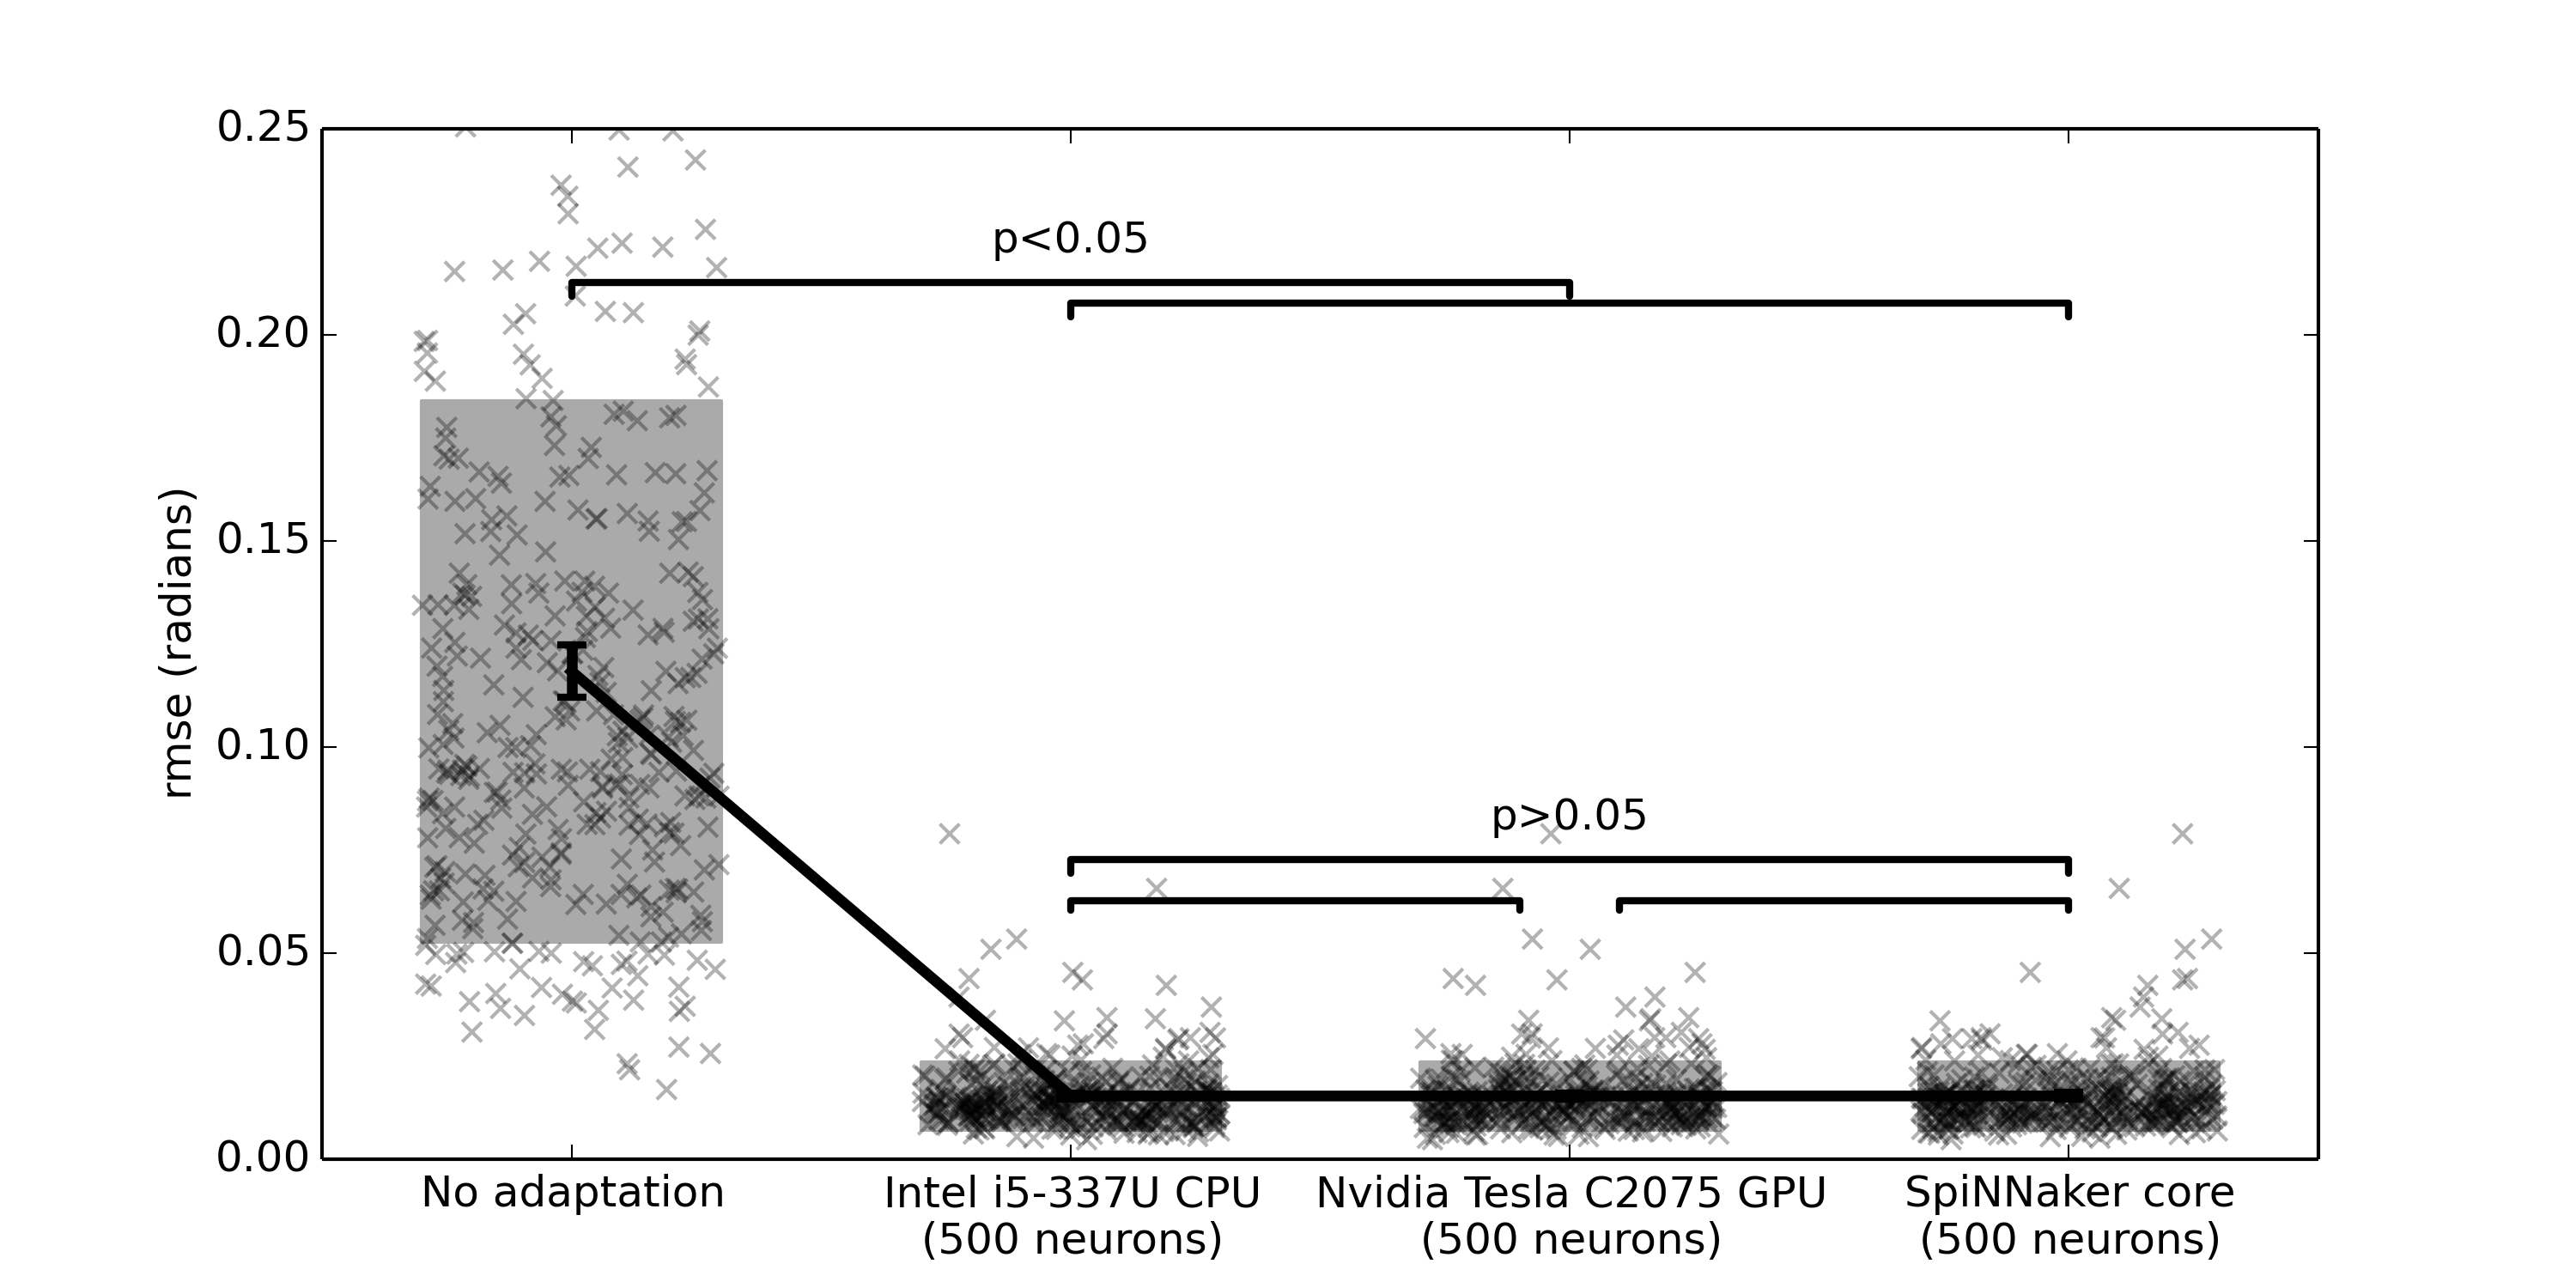 0.25
0.20
0.15
0.10
0.05
0.00
rmse (radians)
p<0.05
p>0.05
No adaptation
Intel i5-337U CPU
(500 neurons)
Nvidia Tesla C2075 GPU
(500 neurons)
SpiNNaker core
(500 neurons)